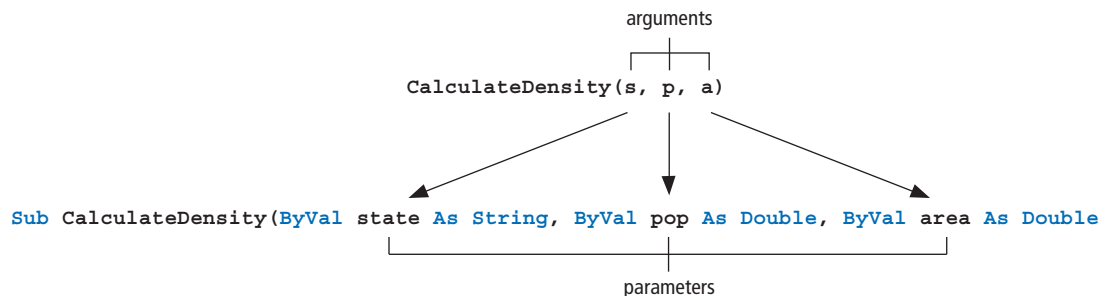 arguments
CalculateDensity(s, p, a)
Sub CalculateDensity(ByVal state As String, ByVal pop As Double, ByVal area As Double
parameters